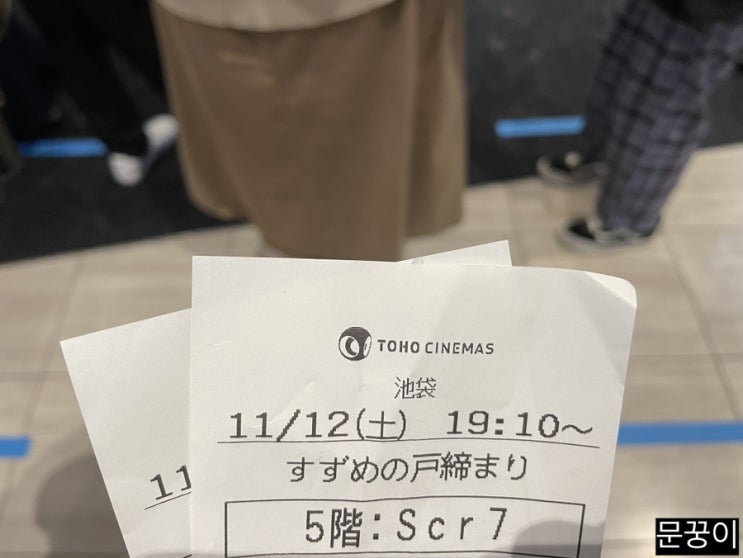 TOHO CINEMAS
池袋
11/12(土) 19:10～
すずめの戸締まり
5階:Scr7
11
문꿍이